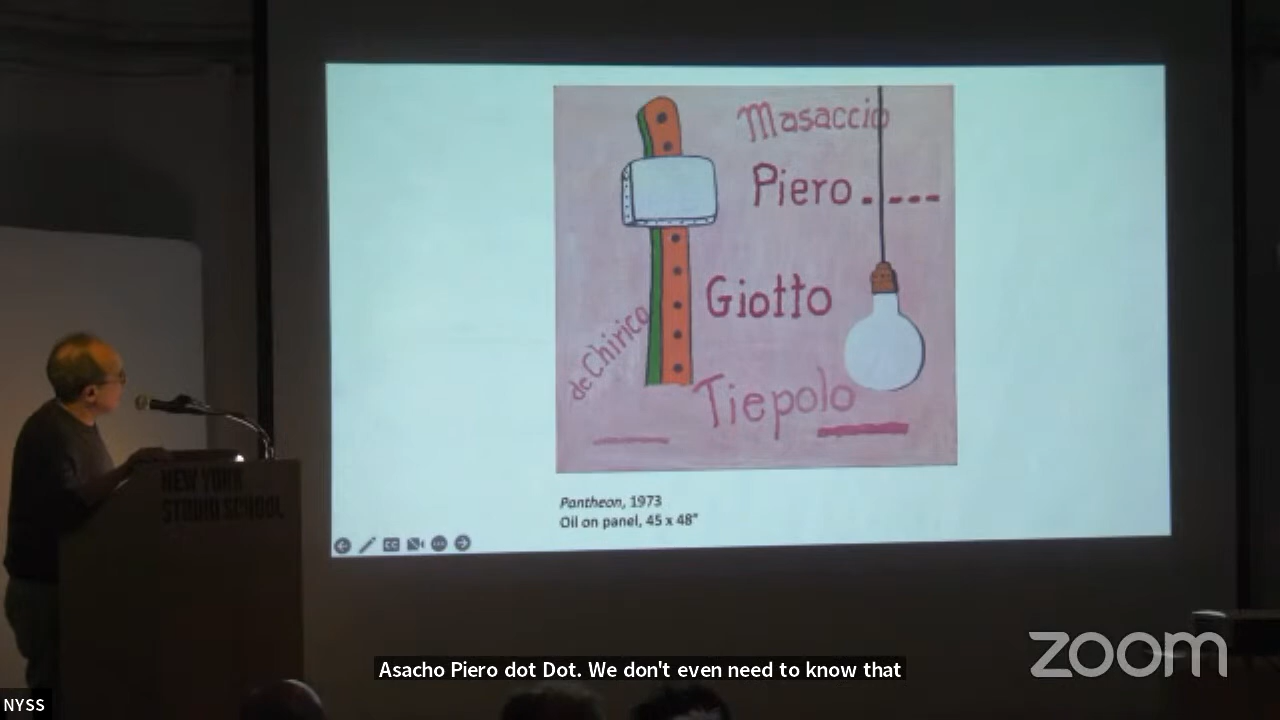 Masaccio
Piero
Giotto
de Chirico
Tiepolo
Pantheon, 1973
Oil on panel, 45 x 48"
CC
NEW YORK
STUDIO SCHOOL
Asacho Piero dot Dot. We don't even need to know that
zoom
NYSS